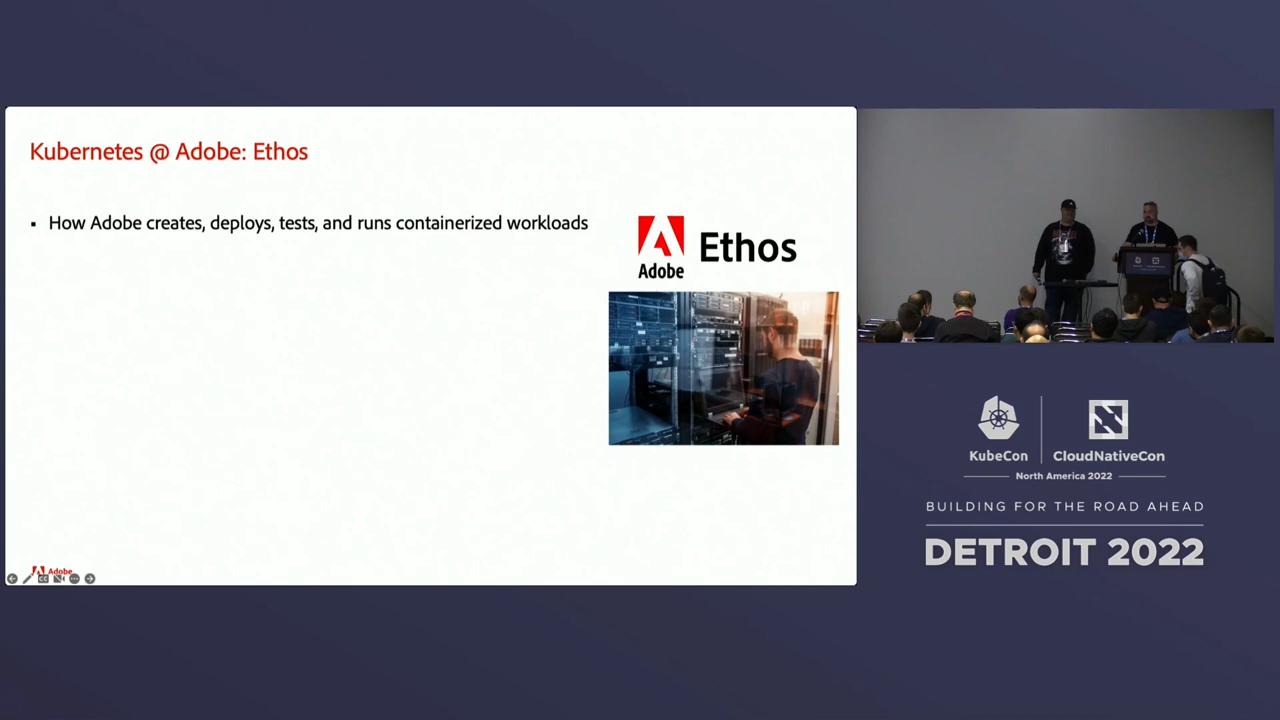 Kubernetes @ Adobe: Ethos
▪ How Adobe creates, deploys, tests, and runs containerized workloads
Adobe
Ethos
Adobe
KubeCon
CloudNativeCon
North America 2022
BUILDING FOR THE ROAD AHEAD
DETROIT 2022